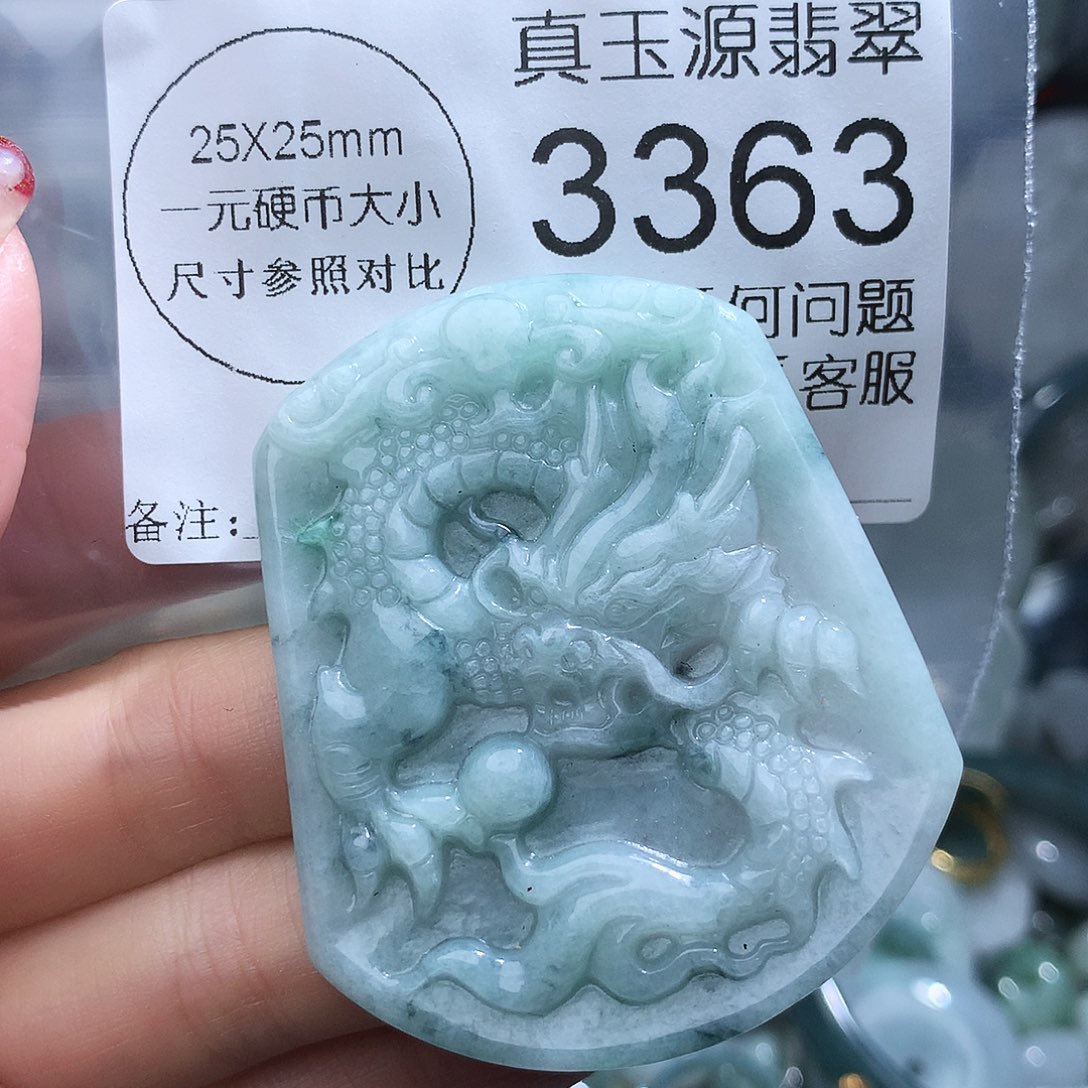 真玉源翡翠
25X25mm
一元硬币大小
尺寸参照对比
3363
何问题
客服
备注: